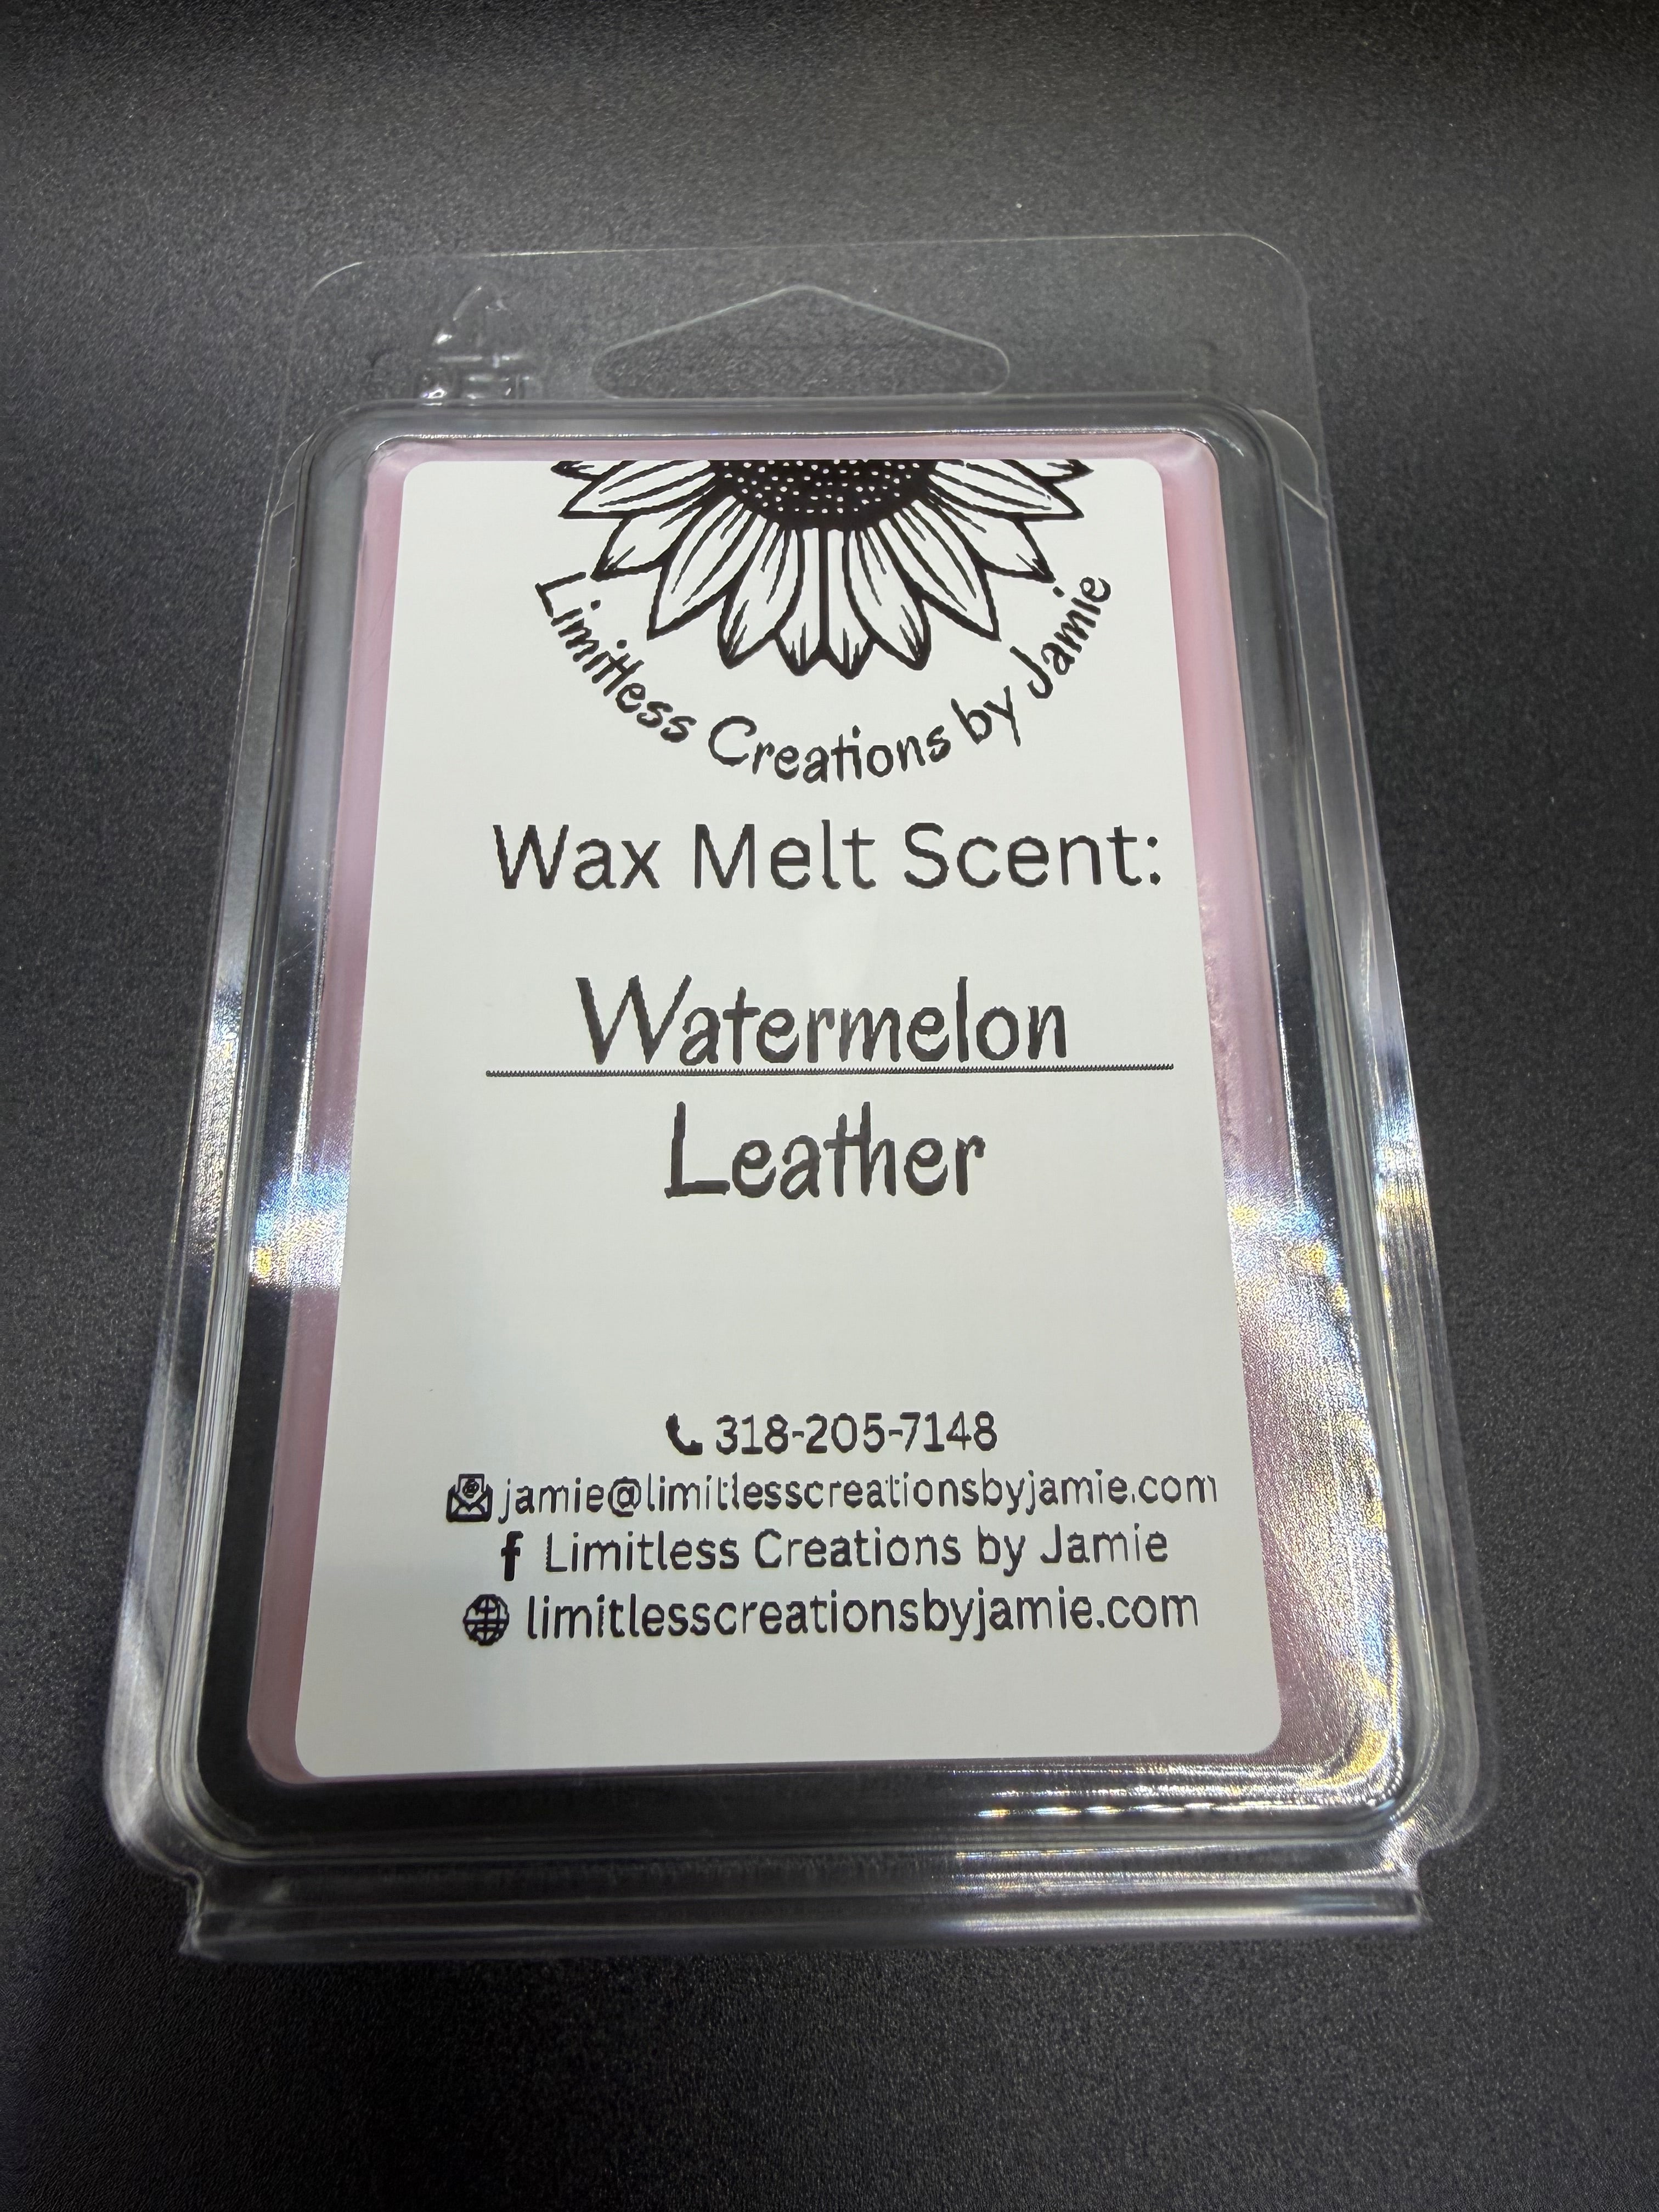 Limitless Creations by Jamie
Wax Melt Scent:
Watermelon
Leather
318-205-7148
jamie@limitlesscreationsbyjamie.com
f Limitless Creations by Jamie
limitlesscreationsbyjamie.com